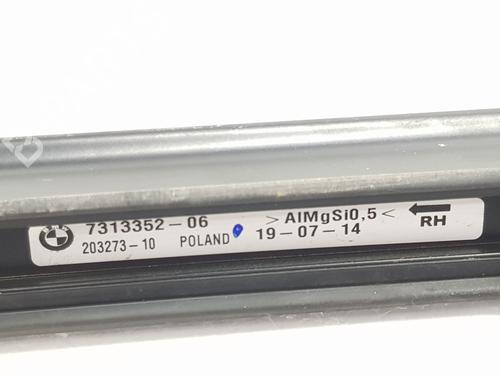 7313352-06 >AlMgSi0,5<
203273-10 POLAND 19-07-14 RH